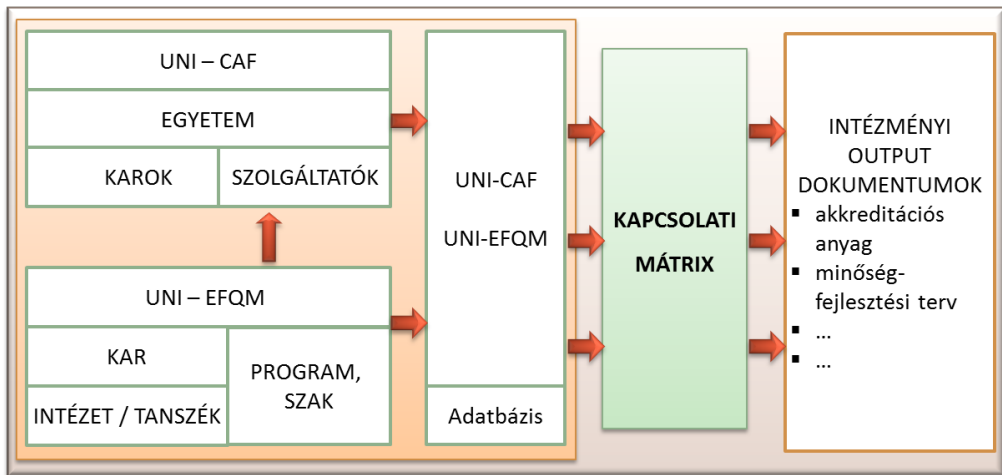 UNI – CAF
EGYETEM
KAROK
SZOLGÁLTATÓK
UNI – EFQM
KAR
INTÉZET / TANSZÉK
PROGRAM,
SZAK
UNI-CAF
UNI-EFQM
Adatbázis
KAPCSOLATI
MÁTRIX
INTÉZMÉNYI
OUTPUT
DOKUMENTUMOK
▪ akkreditációs
anyag
▪ minőség-
fejlesztési terv
▪ ...
▪ ...